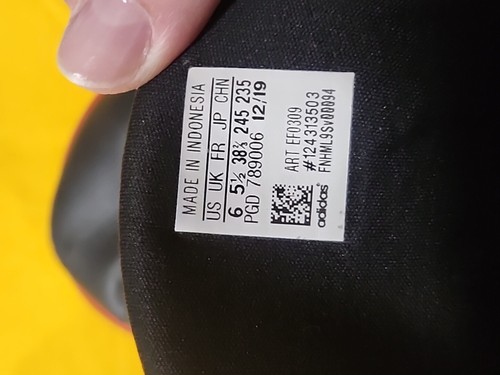 MADE IN INDONESIA
US UK FR JP CHN
6 5½ 38⅔ 245 235
PGD 789006 12/19
ART EF0309
#124313503
adidas